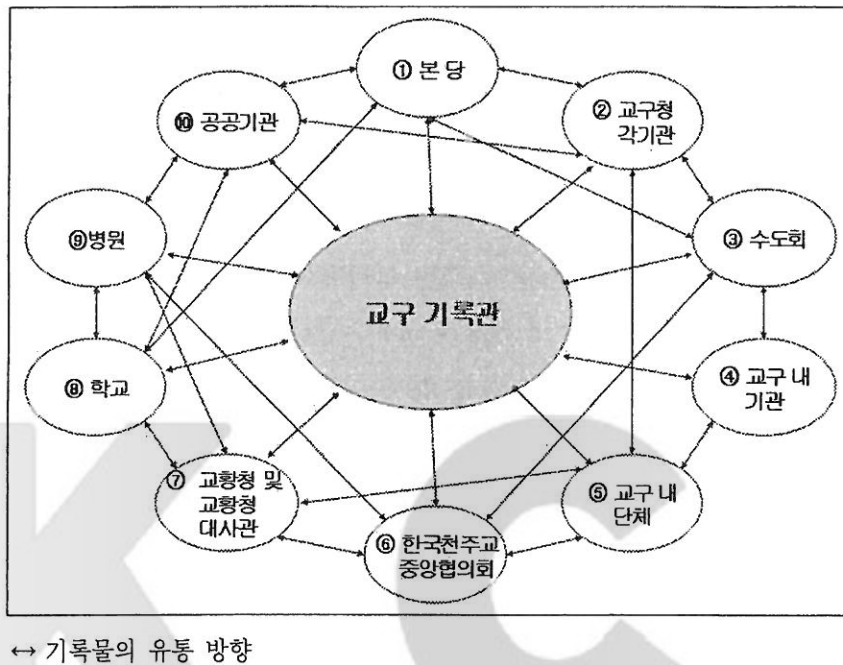 ① 본 당
② 교구청
각기관
③ 수도회
④ 교구 내
기관
⑤ 교구 내
단체
⑥ 한국천주교
중앙협의회
⑦ 교황청 및
교황청
대사관
⑧ 학교
⑨병원
⑩ 공공기관
교구 기록관
↔ 기록물의 유통 방향